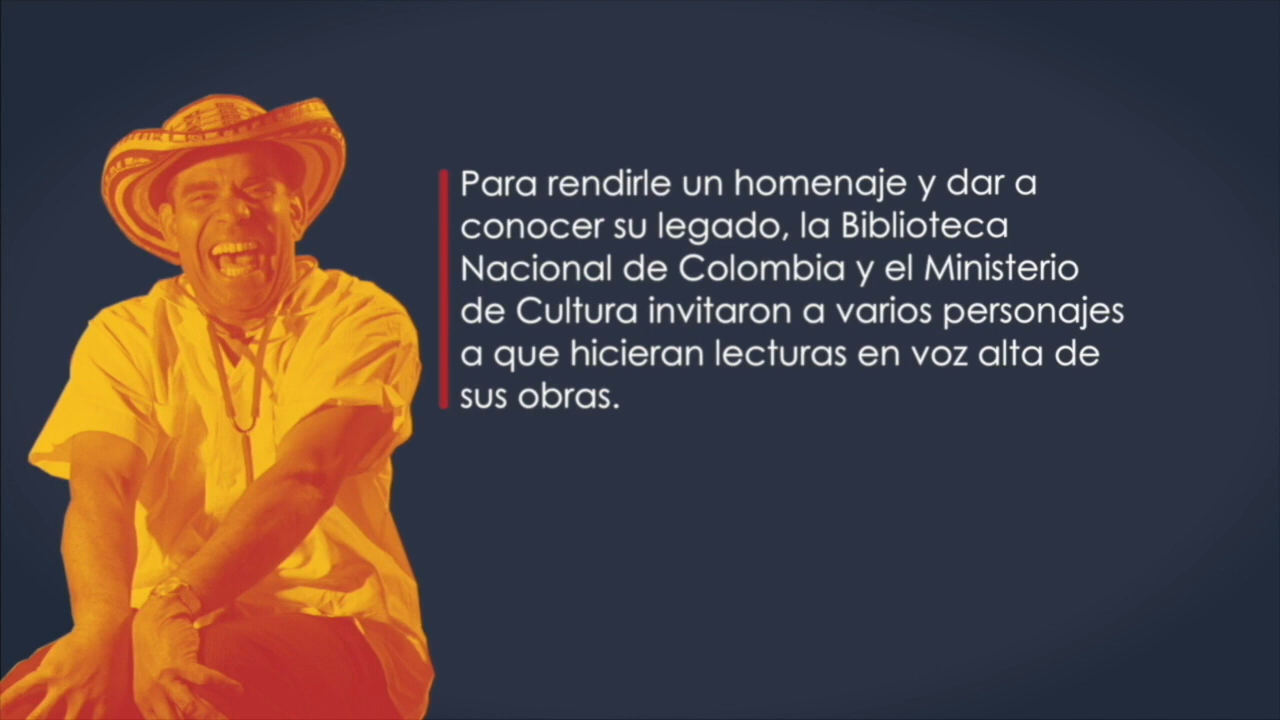 Para rendirle un homenaje y dar a
conocer su legado, la Biblioteca
Nacional de Colombia y el Ministerio
de Cultura invitaron a varios personajes
a que hicieran lecturas en voz alta de
sus obras.